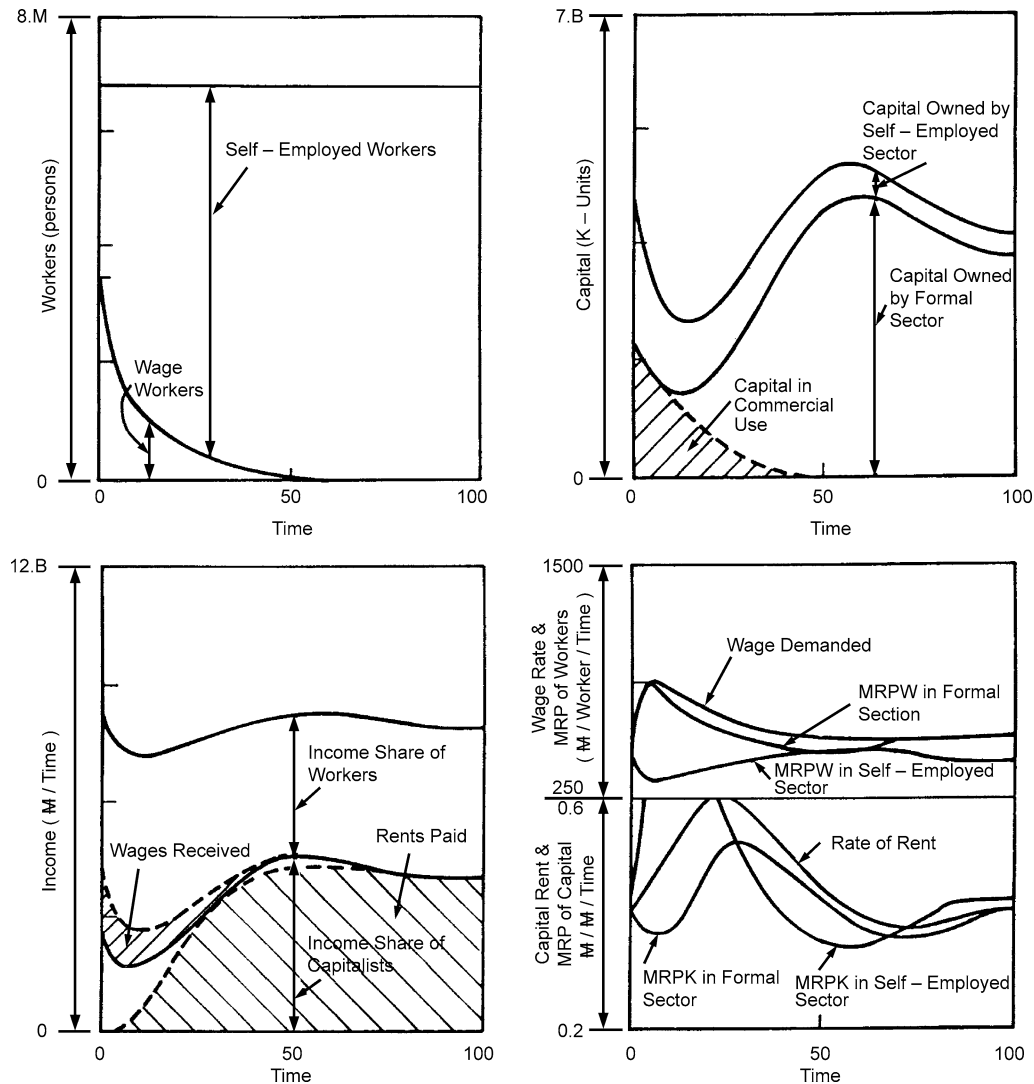 8.M
Workers (persons)
Self – Employed Workers
Wage
Workers
0
0
50
100
Time
7.B
Capital (K – Units)
Capital Owned by
Self – Employed
Sector
Capital Owned
by Formal
Sector
Capital in
Commercial
Use
0
0
50
100
Time
12.B
Income ( M / Time )
Income Share of
Workers
Rents Paid
Wages Received
Income Share of
Capitalists
0
0
50
100
Time
1500
Wage Rate &
MRP of Workers
( M / Worker / Time )
Wage Demanded
MRPW in Formal
Section
MRPW in Self – Employed
Sector
250
0.6
Capital Rent &
MRP of Capital
M / M / Time
Rate of Rent
MRPK in Formal
Sector
MRPK in Self – Employed
Sector
0.2
0
50
100
Time